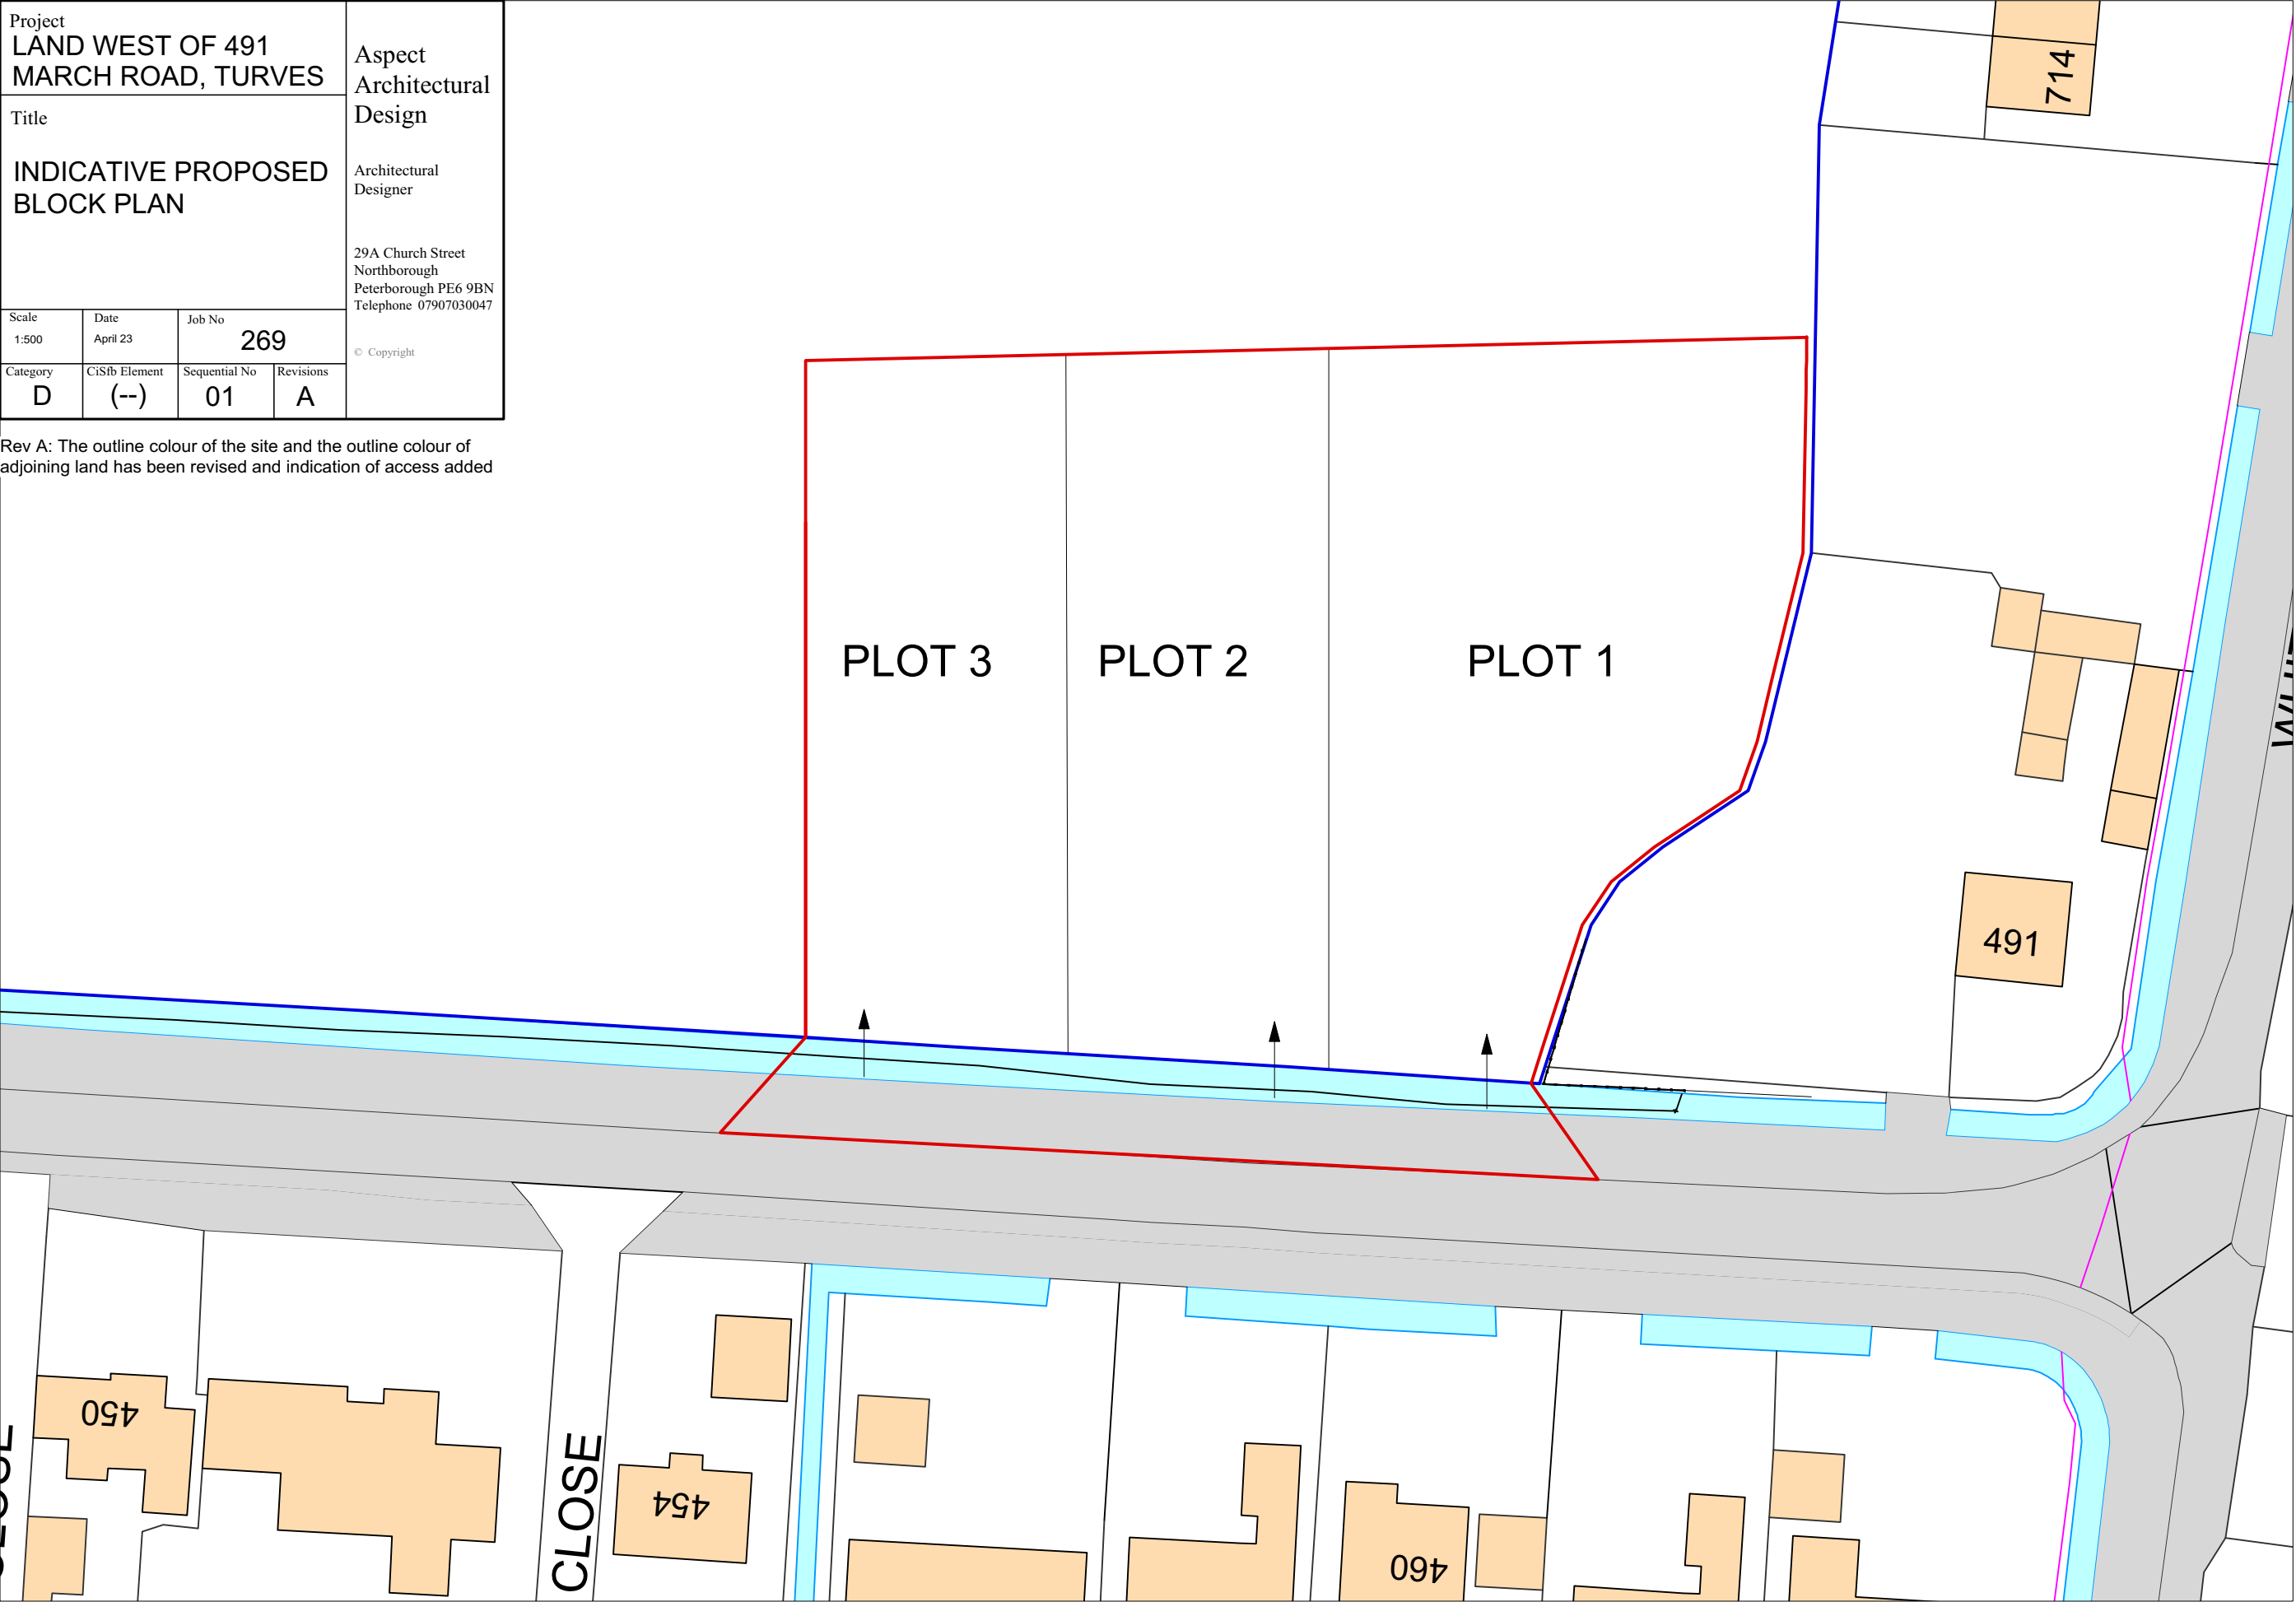 Project
LAND WEST OF 491
MARCH ROAD, TURVES
Title
INDICATIVE PROPOSED
BLOCK PLAN
Scale
1:500
Date
April 23
Job No
269
Category
D
CiSfb Element
(--)
Sequential No
01
Revisions
A
Aspect
Architectural
Design
Architectural
Designer
29A Church Street
Northborough
Peterborough PE6 9BN
Telephone 07907030047
© Copyright
Rev A: The outline colour of the site and the outline colour of
adjoining land has been revised and indication of access added
714
PLOT 3
PLOT 2
PLOT 1
491
450
CLOSE
454
460